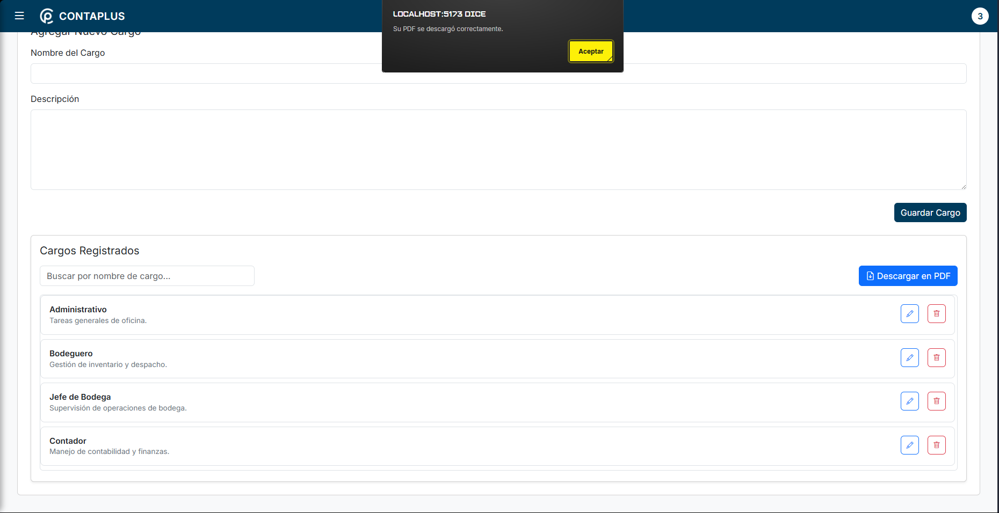 CONTAPLUS
3
LOCALHOST:5173 DICE
Su PDF se descargó correctamente.
Aceptar
Agregar Nuevo Cargo
Nombre del Cargo
Descripción
Guardar Cargo
Cargos Registrados
Buscar por nombre de cargo...
Descargar en PDF
Administrativo
Tareas generales de oficina.
Bodeguero
Gestión de inventario y despacho.
Jefe de Bodega
Supervisión de operaciones de bodega.
Contador
Manejo de contabilidad y finanzas.